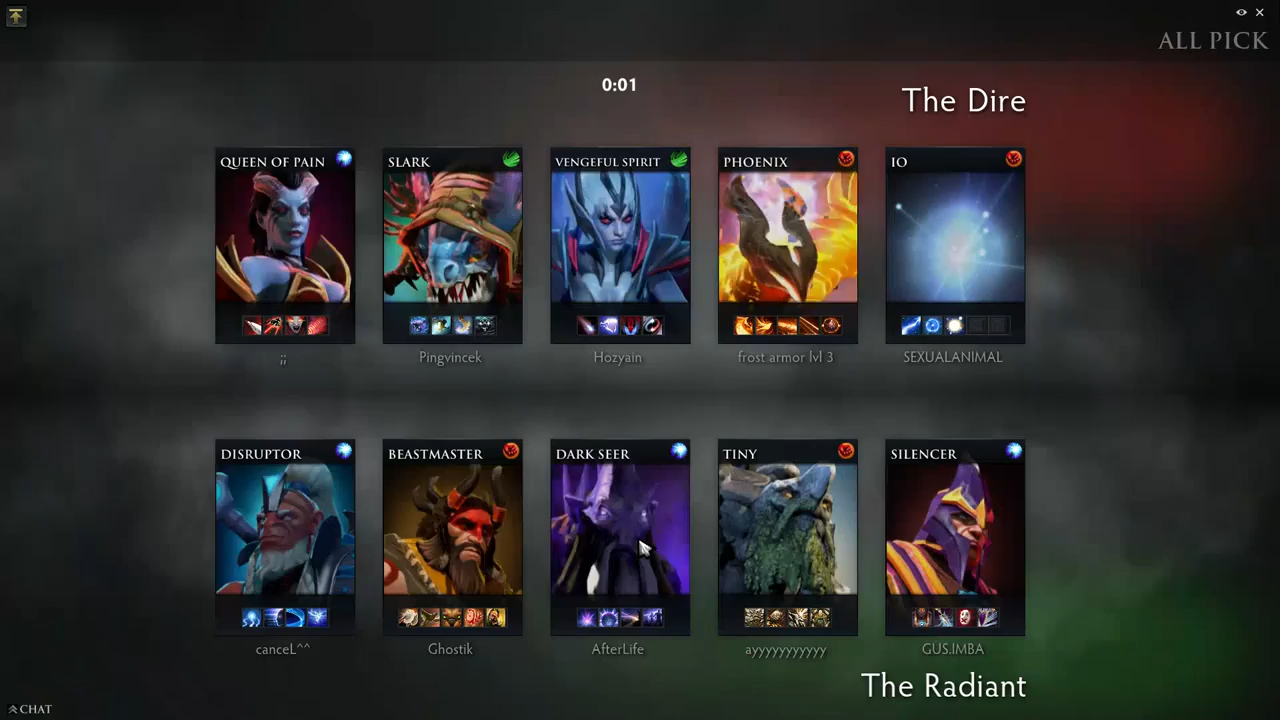 ALL PICK
0:01
The Dire
QUEEN OF PAIN
SLARK
VENGEFUL SPIRIT
PHOENIX
IO
;;
Pingvincek
Hozyain
frost armor lvl 3
SEXUALANIMAL
DISRUPTOR
BEASTMASTER
DARK SEER
TINY
SILENCER
canceL^^
Ghostik
AfterLife
ayyyyyyyyyyy
GUS.IMBA
The Radiant
CHAT